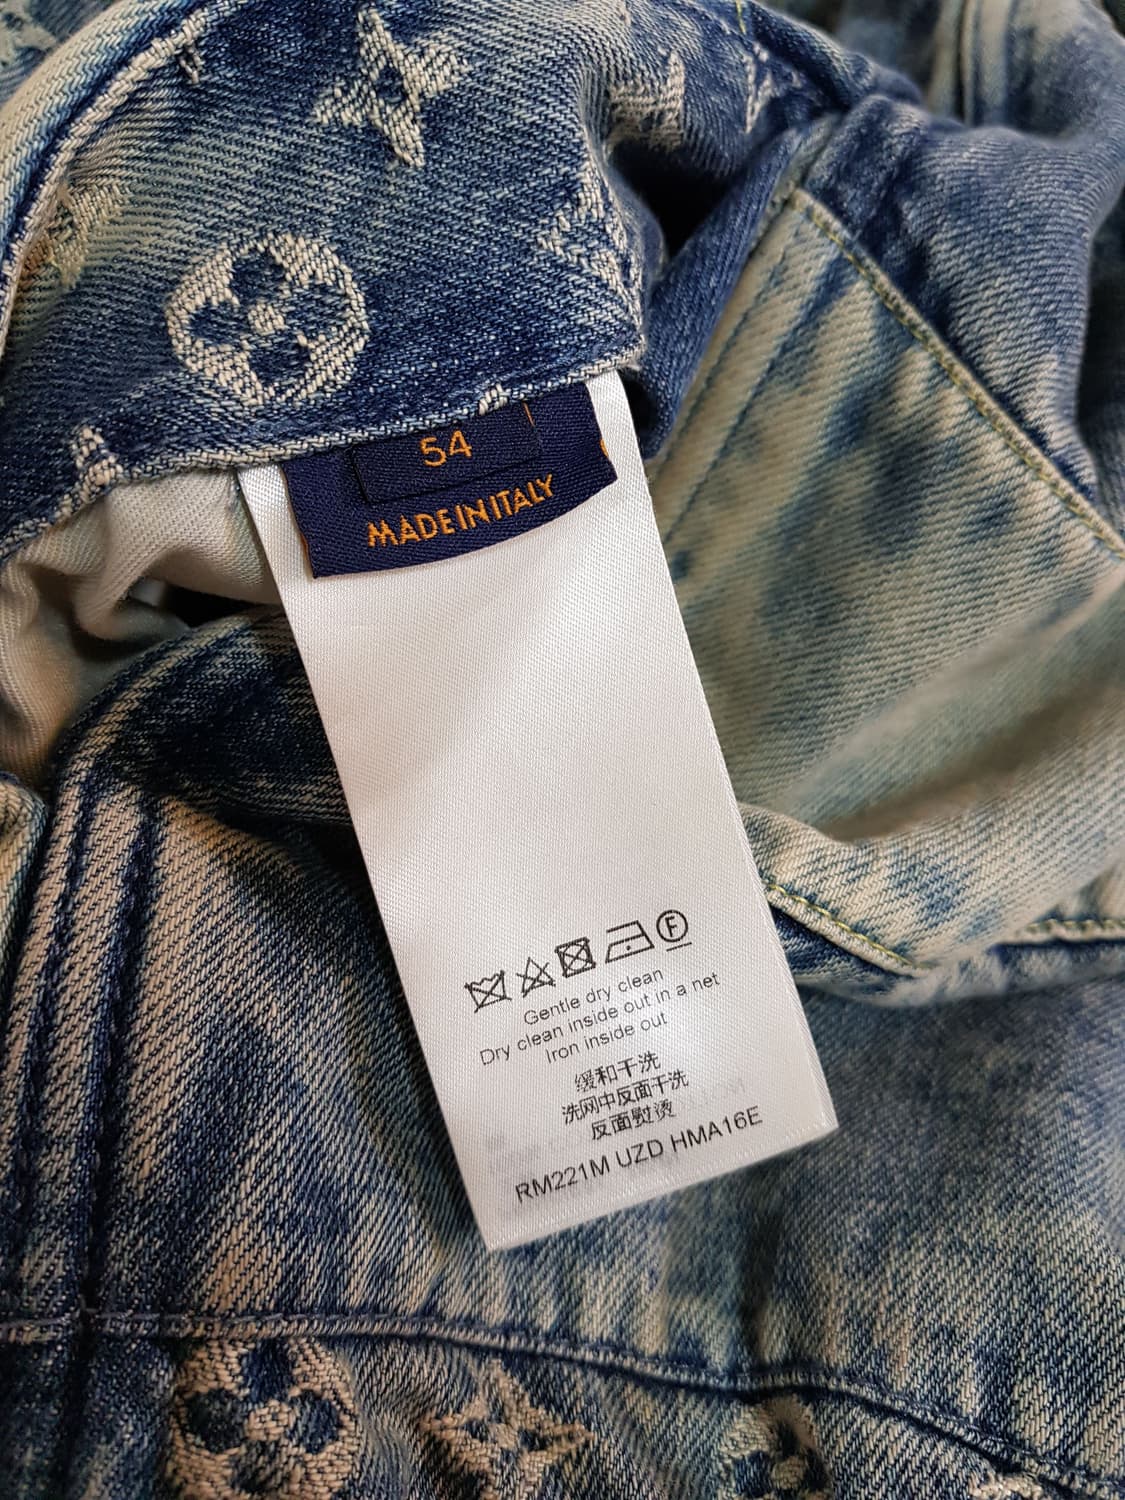 54
MADE IN ITALY
F
Gentle dry clean
Dry clean inside out in a net
Iron inside out
缓和干洗
洗网中反面干洗
反面熨烫
RM221M UZD HMA16E